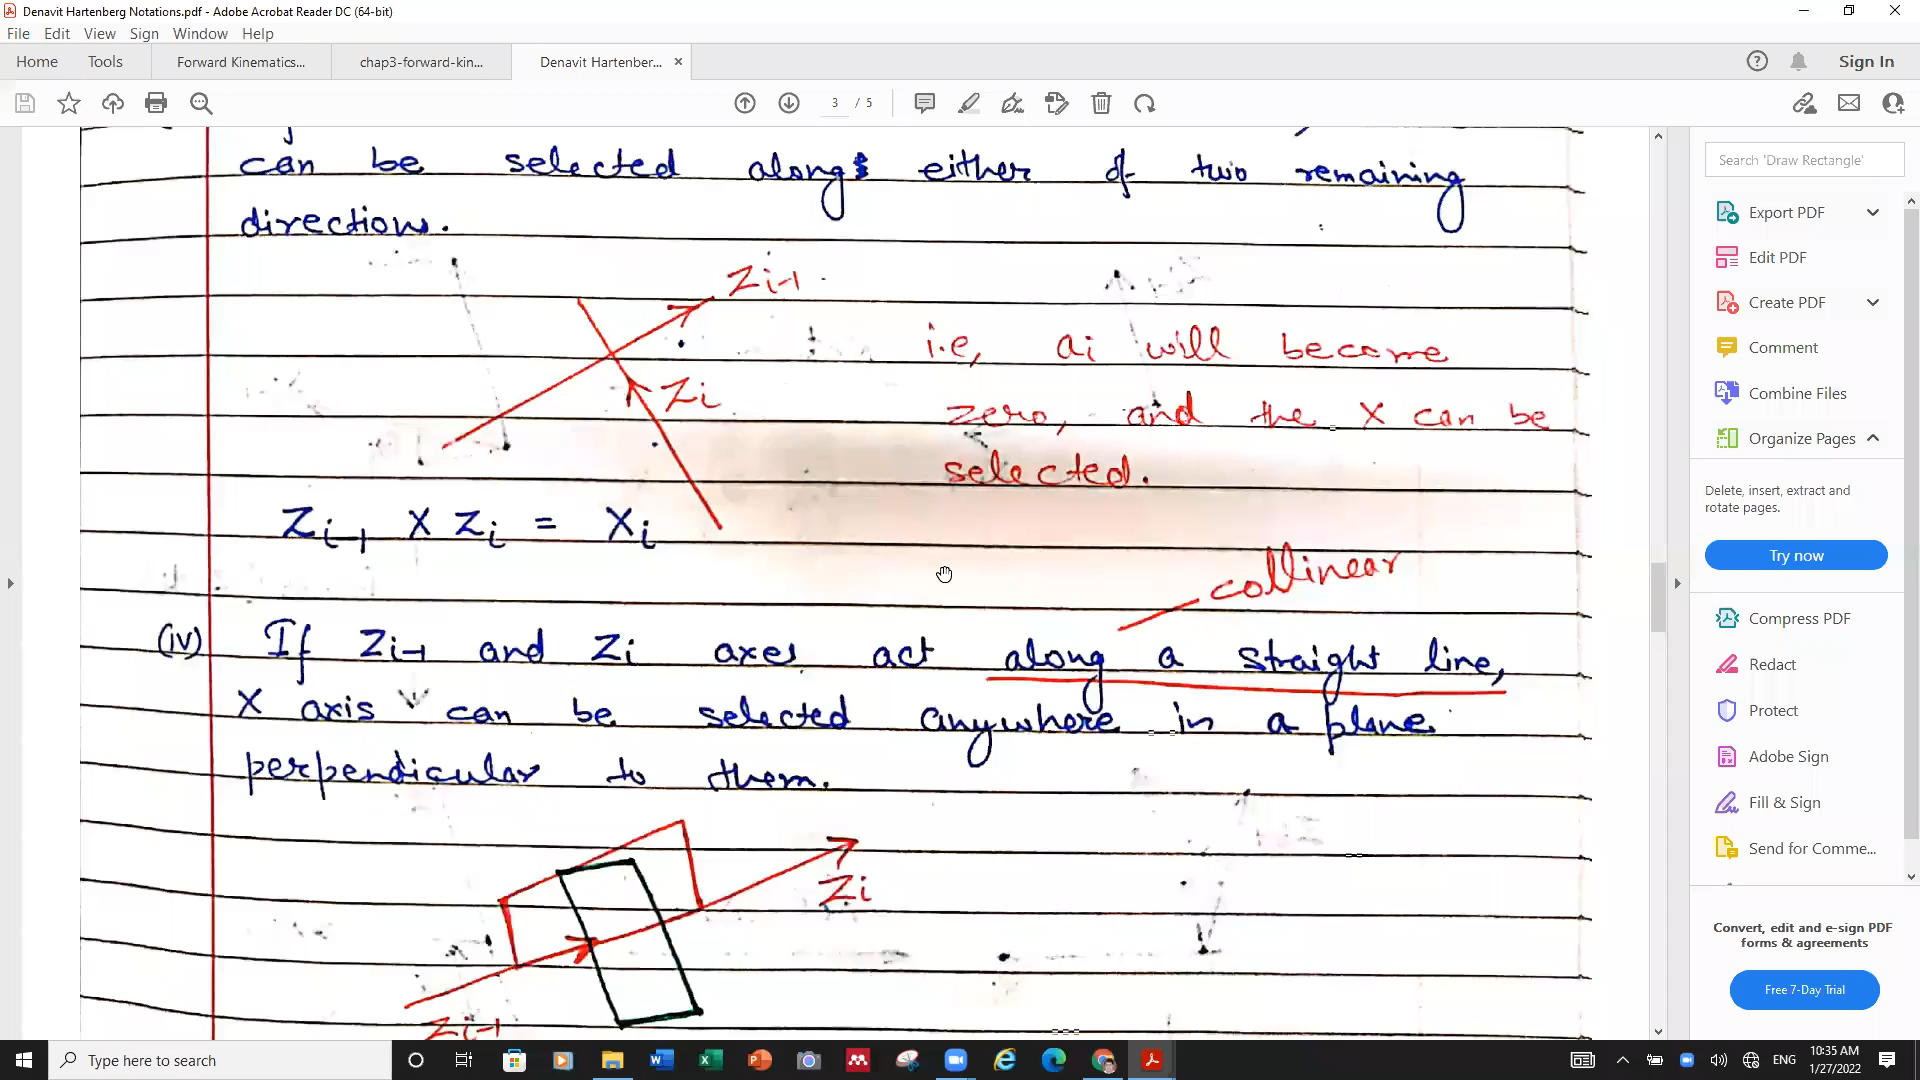 Denavit Hartenberg Notations.pdf - Adobe Acrobat Reader DC (64-bit)
File Edit View Sign Window Help
Home Tools Forward Kinematics... chap3-forward-kin... Denavit Hartenber... × Sign In
3 / 5
can be selected along either of two remaining
directions.
Zi-1
Zi
i.e, ai will become
zero, and the X can be
selected.
Zi-1 X Zi = Xi
collinear
(iv) If Zi-1 and Zi axes act along a straight line,
X axis can be selected anywhere in a plane
perpendicular to them.
Zi
Zi-1
Search 'Draw Rectangle'
Export PDF
Edit PDF
Create PDF
Comment
Combine Files
Organize Pages
Delete, insert, extract and
rotate pages.
Try now
Compress PDF
Redact
Protect
Adobe Sign
Fill & Sign
Send for Comme...
Convert, edit and e-sign PDF
forms & agreements
Free 7-Day Trial
Type here to search
ENG
10:35 AM
1/27/2022